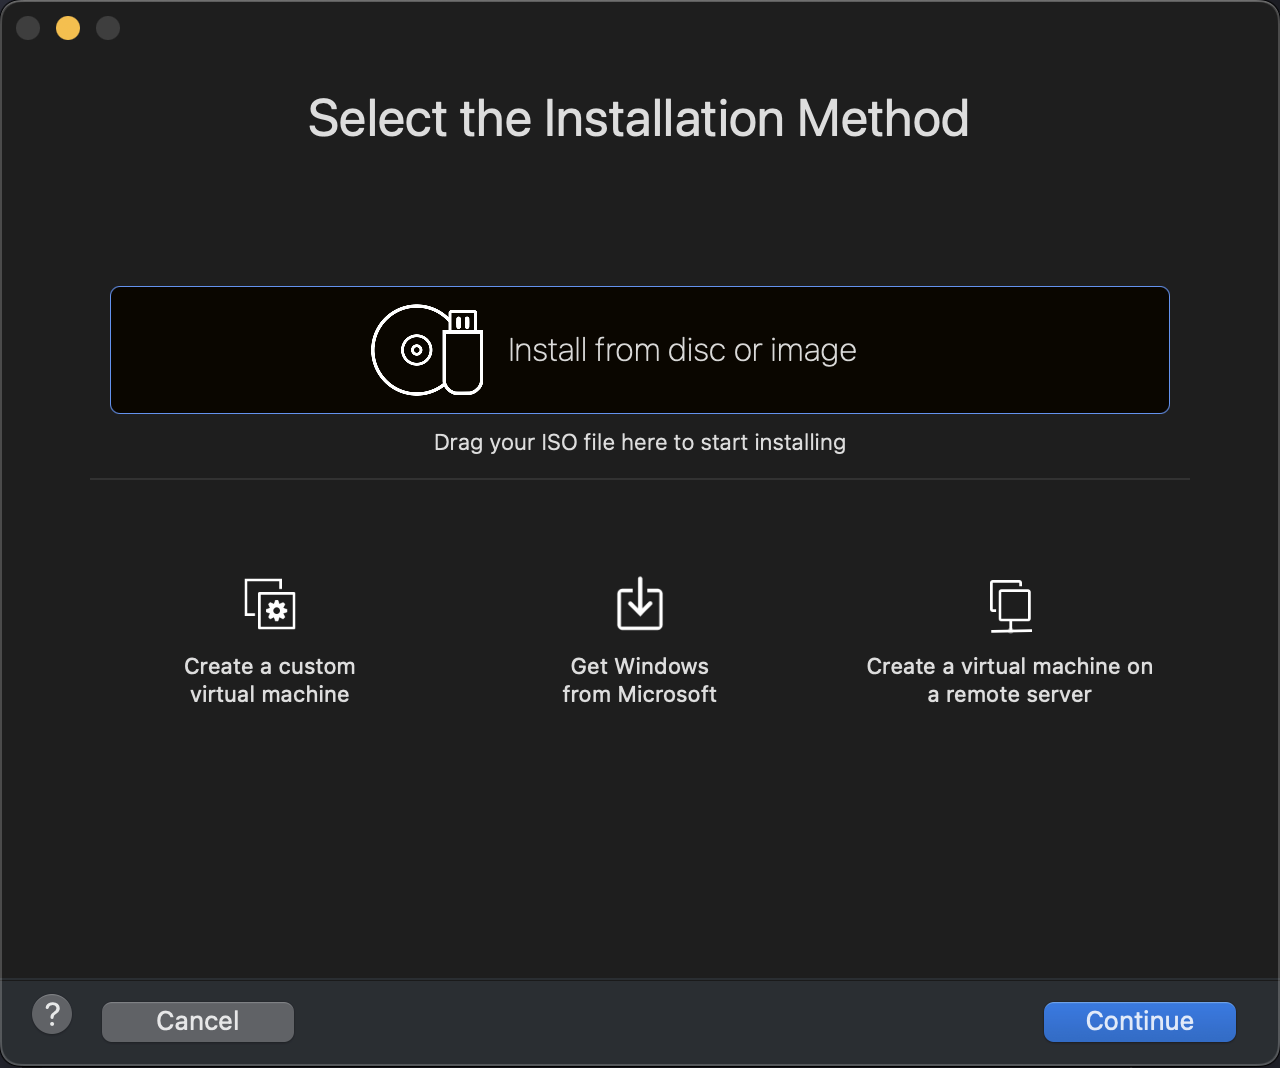 Select the Installation Method
Install from disc or image
Drag your ISO file here to start installing
Create a custom
virtual machine
Get Windows
from Microsoft
Create a virtual machine on
a remote server
?
Cancel
Continue